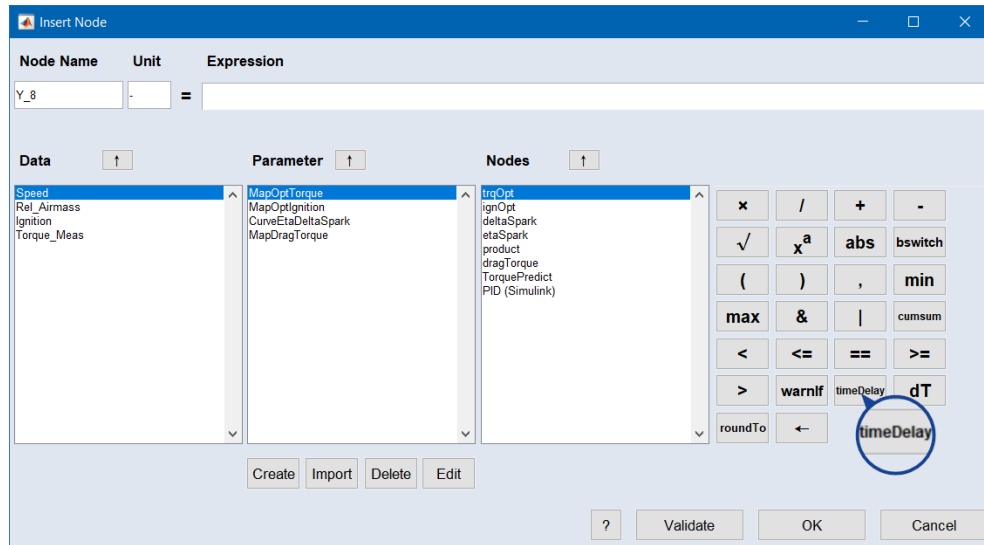 Insert Node
Node Name Unit Expression
Y_8 - =
Data ↑ Parameter ↑ Nodes ↑
Speed MapOptTorque trqOpt
Rel_Airmass MapOptIgnition ignOpt
Ignition CurveEtaDeltaSpark deltaSpark
Torque_Meas MapDragTorque etaSpark
product
dragTorque
TorquePredict
PID (Simulink)
× / + -
√ xª abs bswitch
( ) , min
max & | cumsum
< <= == >=
> warnIf timeDelay dT
roundTo ← timeDelay
Create Import Delete Edit
? Validate OK Cancel